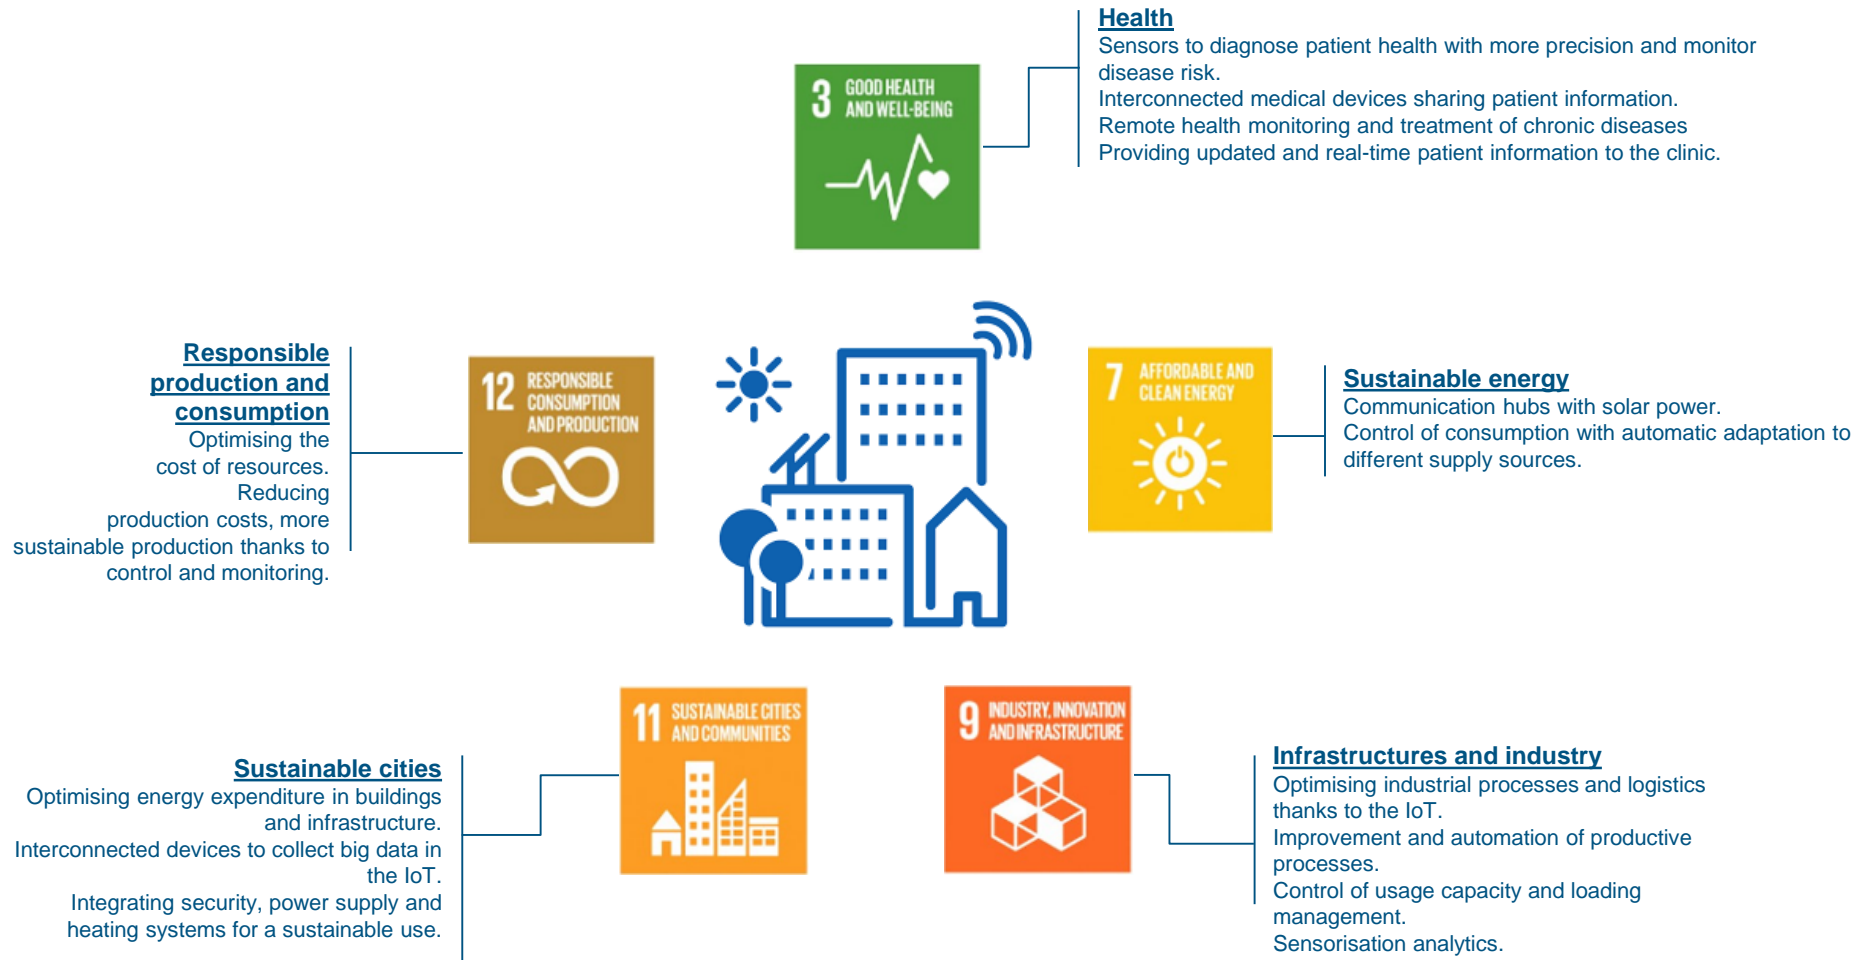 Health
Sensors to diagnose patient health with more precision and monitor
disease risk.
Interconnected medical devices sharing patient information.
Remote health monitoring and treatment of chronic diseases
Providing updated and real-time patient information to the clinic.
3 GOOD HEALTH
AND WELL-BEING
Responsible
production and
consumption
Optimising the
cost of resources.
Reducing
production costs, more
sustainable production thanks to
control and monitoring.
12 RESPONSIBLE
CONSUMPTION
AND PRODUCTION
7 AFFORDABLE AND
CLEAN ENERGY
Sustainable energy
Communication hubs with solar power.
Control of consumption with automatic adaptation to
different supply sources.
Sustainable cities
Optimising energy expenditure in buildings
and infrastructure.
Interconnected devices to collect big data in
the IoT.
Integrating security, power supply and
heating systems for a sustainable use.
11 SUSTAINABLE CITIES
AND COMMUNITIES
9 INDUSTRY, INNOVATION
AND INFRASTRUCTURE
Infrastructures and industry
Optimising industrial processes and logistics
thanks to the IoT.
Improvement and automation of productive
processes.
Control of usage capacity and loading
management.
Sensorisation analytics.